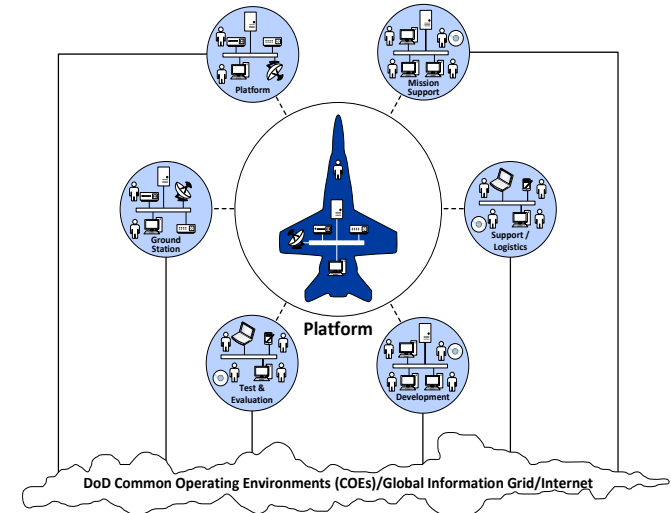 Platform
Mission
Support
Ground
Station
Support /
Logistics
Platform
Test &
Evaluation
Development
DoD Common Operating Environments (COEs)/Global Information Grid/Internet